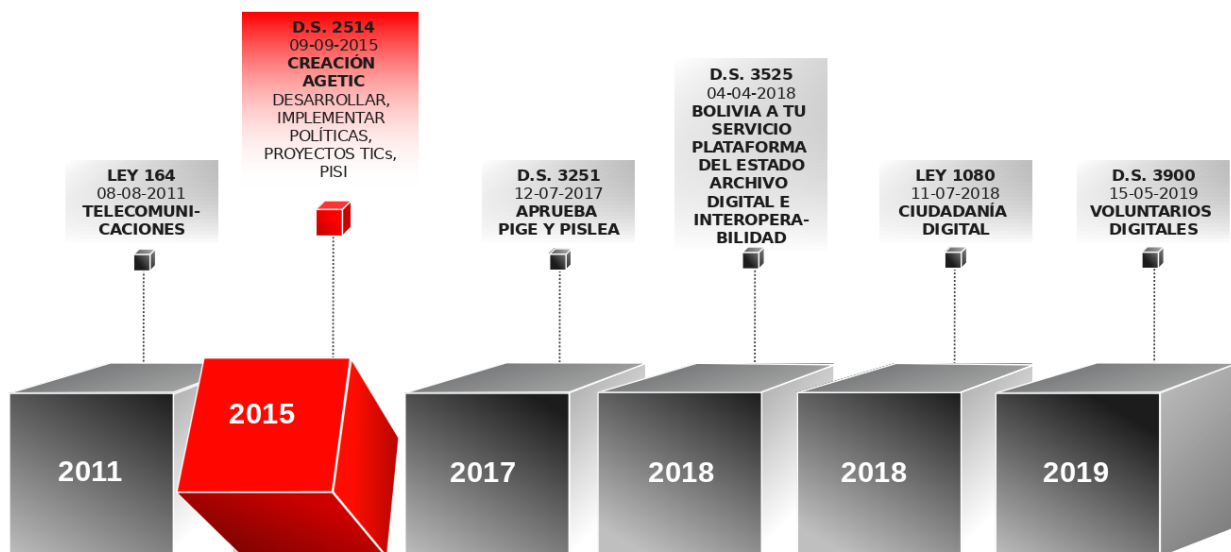 LEY 164
08-08-2011
TELECOMUNI-
CACIONES
D.S. 2514
09-09-2015
CREACIÓN
AGETIC
DESARROLLAR,
IMPLEMENTAR
POLÍTICAS,
PROYECTOS TICs,
PISI
D.S. 3251
12-07-2017
APRUEBA
PIGE Y PISLEA
D.S. 3525
04-04-2018
BOLIVIA A TU
SERVICIO
PLATAFORMA
DEL ESTADO
ARCHIVO
DIGITAL E
INTEROPERA-
BILIDAD
LEY 1080
11-07-2018
CIUDADANÍA
DIGITAL
D.S. 3900
15-05-2019
VOLUNTARIOS
DIGITALES
2011
2015
2017
2018
2018
2019